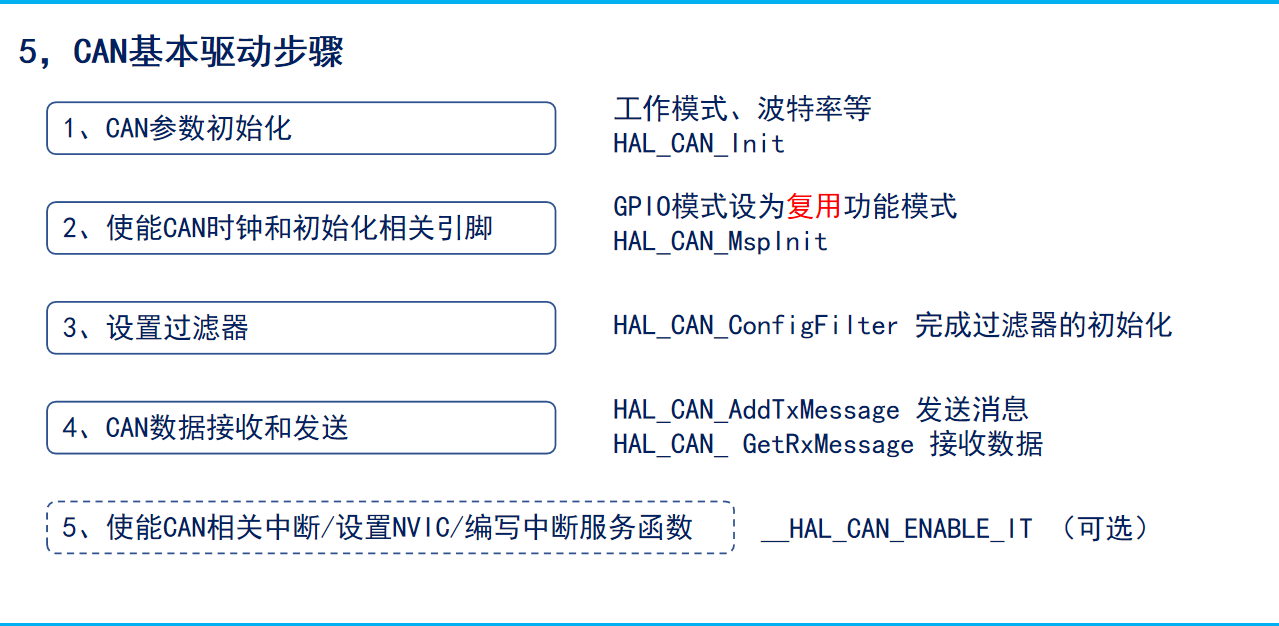 5，CAN基本驱动步骤
1、CAN参数初始化
工作模式、波特率等
HAL_CAN_Init
2、使能CAN时钟和初始化相关引脚
GPIO模式设为复用功能模式
HAL_CAN_MspInit
3、设置过滤器
HAL_CAN_ConfigFilter 完成过滤器的初始化
4、CAN数据接收和发送
HAL_CAN_AddTxMessage 发送消息
HAL_CAN_ GetRxMessage 接收数据
5、使能CAN相关中断/设置NVIC/编写中断服务函数
__HAL_CAN_ENABLE_IT （可选）